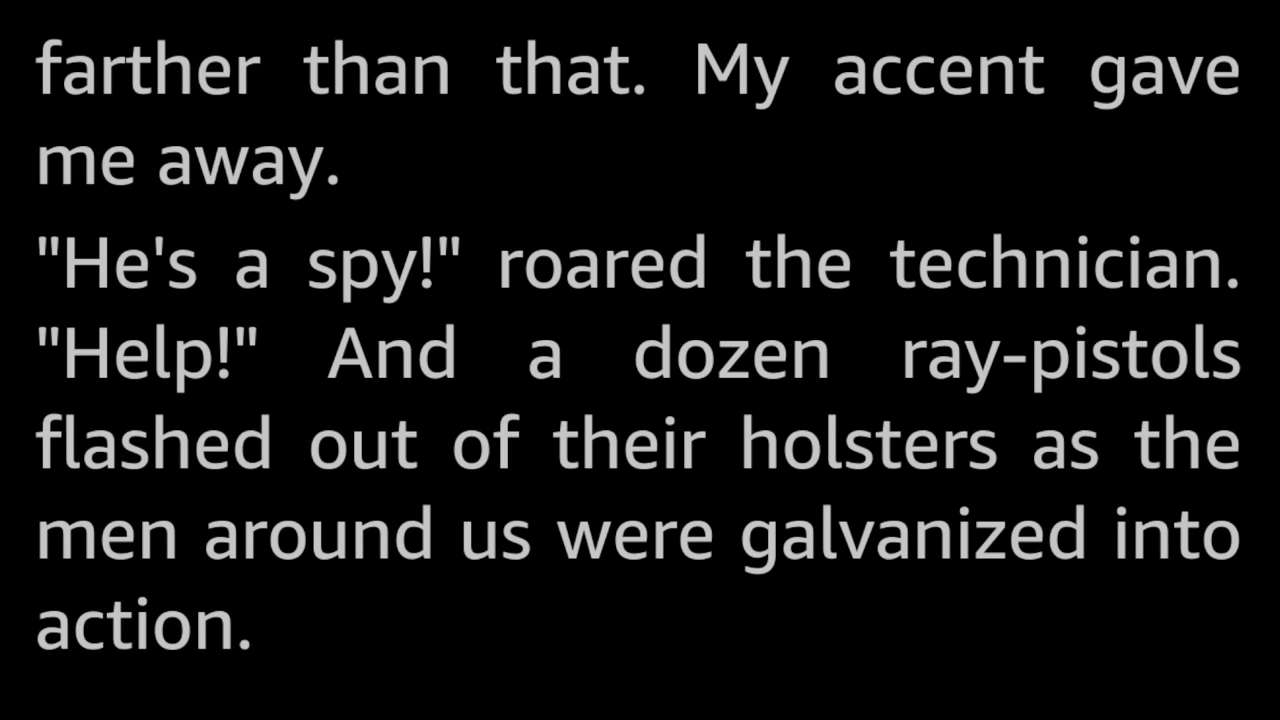 farther than that. My accent gave
me away.
"He's a spy!" roared the technician.
"Help!" And a dozen ray-pistols
flashed out of their holsters as the
men around us were galvanized into
action.